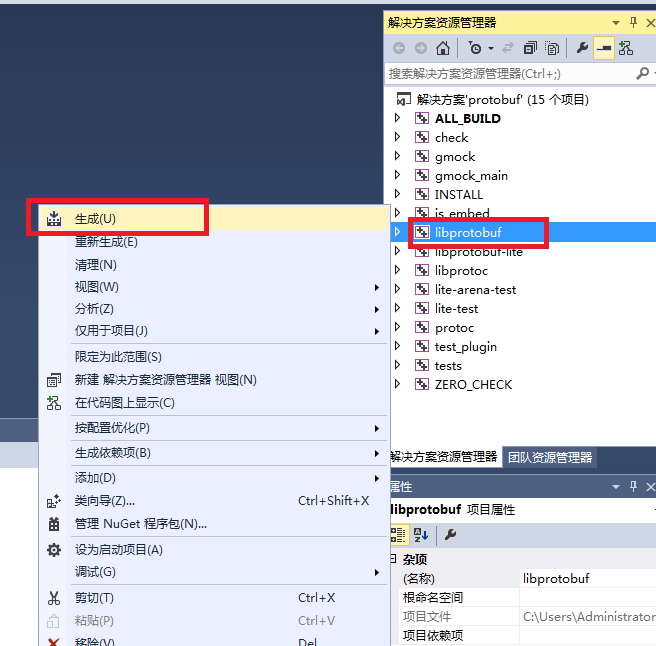 解决方案资源管理器
搜索解决方案资源管理器(Ctrl+;)
解决方案'protobuf' (15 个项目)
ALL_BUILD
check
gmock
gmock_main
INSTALL
js_embed
libprotobuf
libprotobuf-lite
libprotoc
lite-arena-test
lite-test
protoc
test_plugin
tests
ZERO_CHECK
生成(U)
重新生成(E)
清理(N)
视图(W)
分析(Z)
仅用于项目(J)
限定为此范围(S)
新建 解决方案资源管理器 视图(N)
在代码图上显示(C)
按配置优化(P)
生成依赖项(B)
添加(D)
类向导(Z)... Ctrl+Shift+X
管理 NuGet 程序包(N)...
设为启动项目(A)
调试(G)
剪切(T) Ctrl+X
粘贴(P) Ctrl+V
移除(V) Del
解决方案资源管理器 团队资源管理器
属性
libprotobuf 项目属性
杂项
(名称) libprotobuf
根命名空间
项目文件 C:\Users\Administrator
项目依赖项